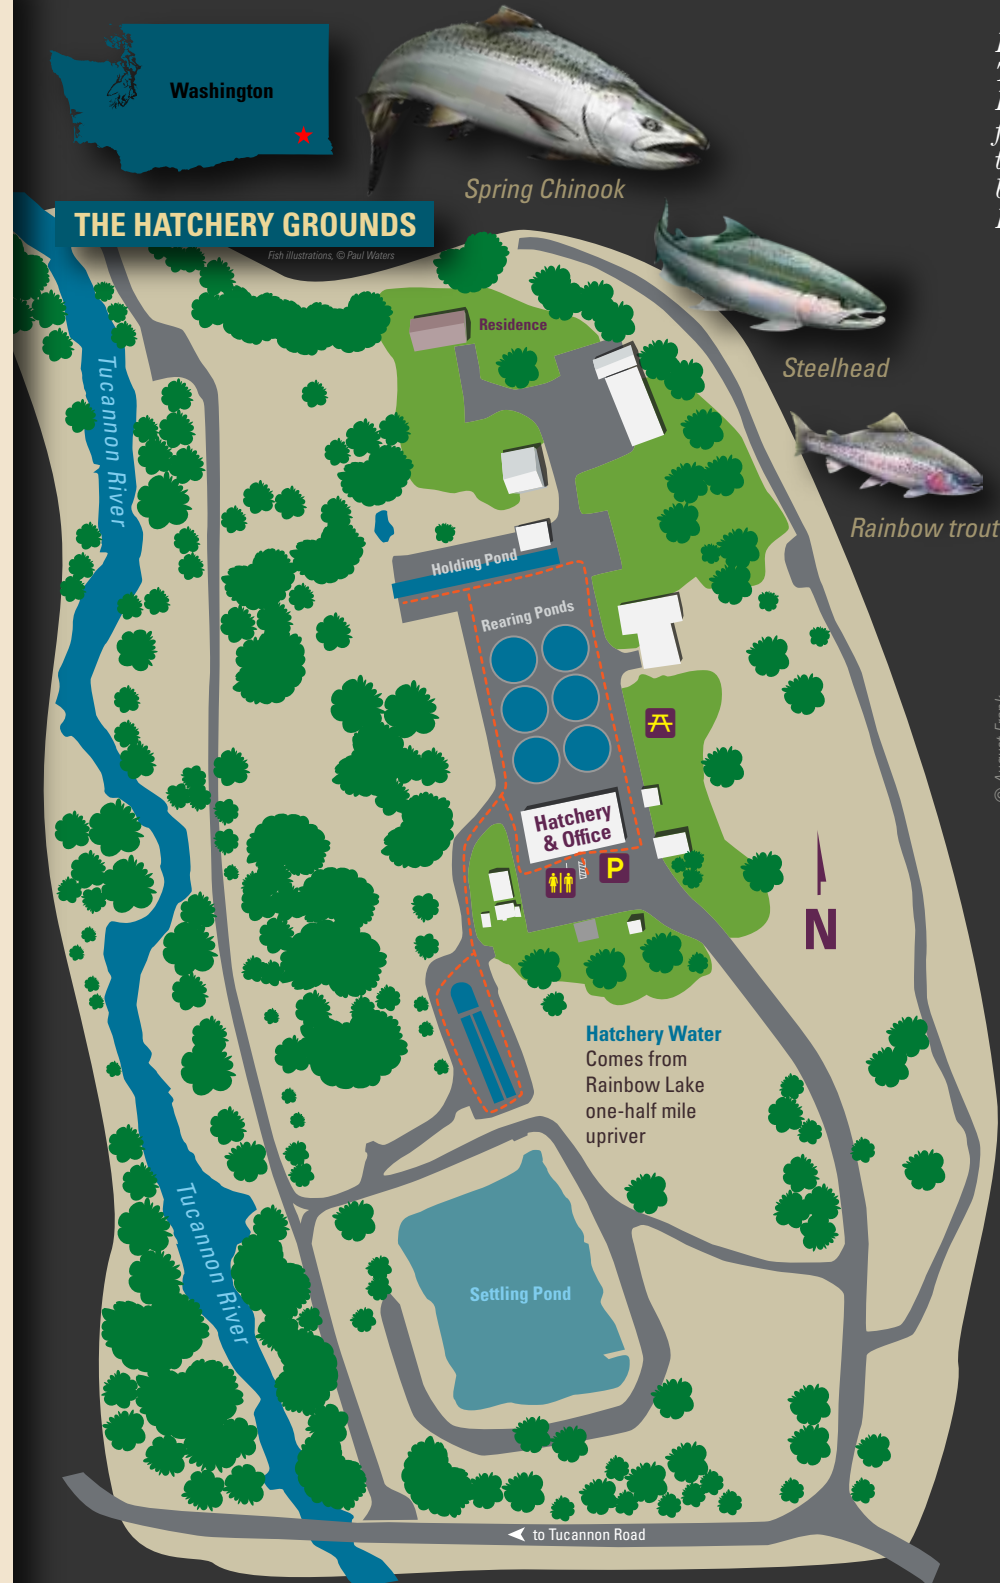 Washington
Spring Chinook
THE HATCHERY GROUNDS
Fish illustrations, © Paul Waters
Residence
Steelhead
Tucannon River
Rainbow trout
Holding Pond
Rearing Ponds
Hatchery
& Office
P
N
Hatchery Water
Comes from
Rainbow Lake
one-half mile
upriver
Tucannon River
Settling Pond
to Tucannon Road